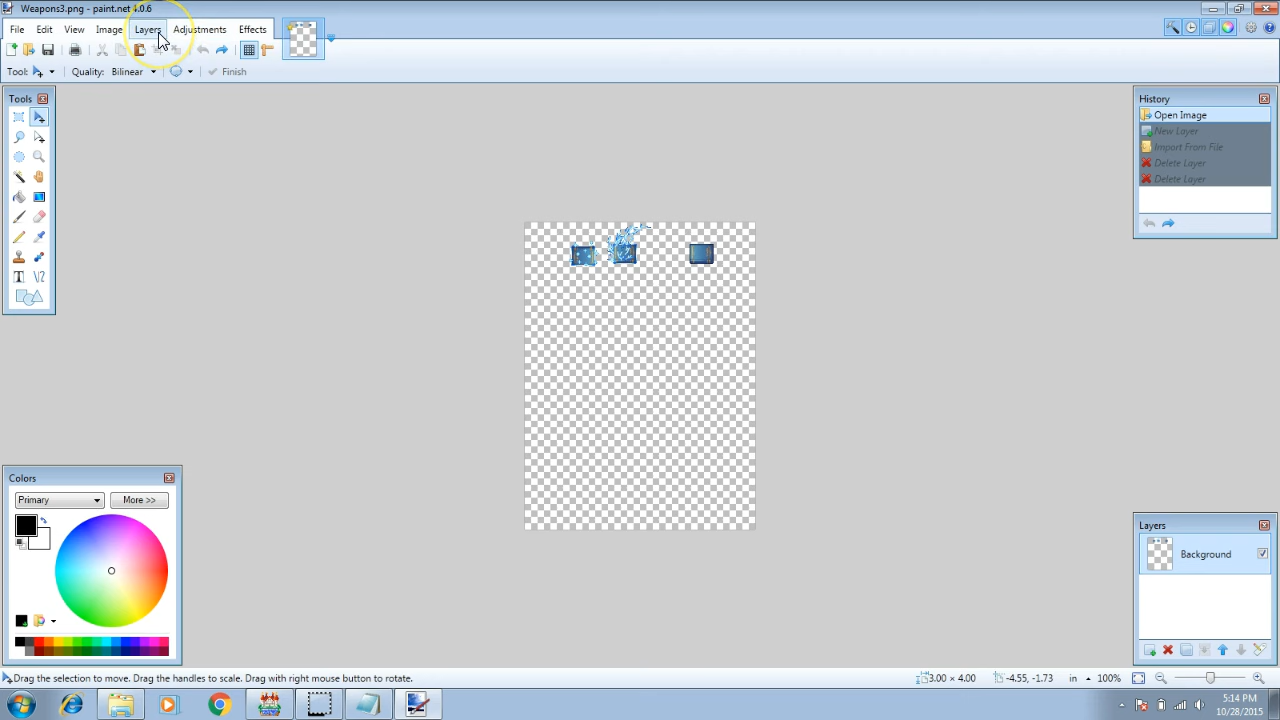 Weapons3.png - paint.net 4.0.6
File Edit View Image Layers Adjustments Effects
Tool: Quality: Bilinear Finish
Tools
History
Open Image
New Layer
Import From File
Delete Layer
Delete Layer
Colors
Primary More >>
Layers
Background
Drag the selection to move. Drag the handles to scale. Drag with right mouse button to rotate. 3.00 × 4.00 -4.55, -1.73 in 100%
5:14 PM
10/28/2015